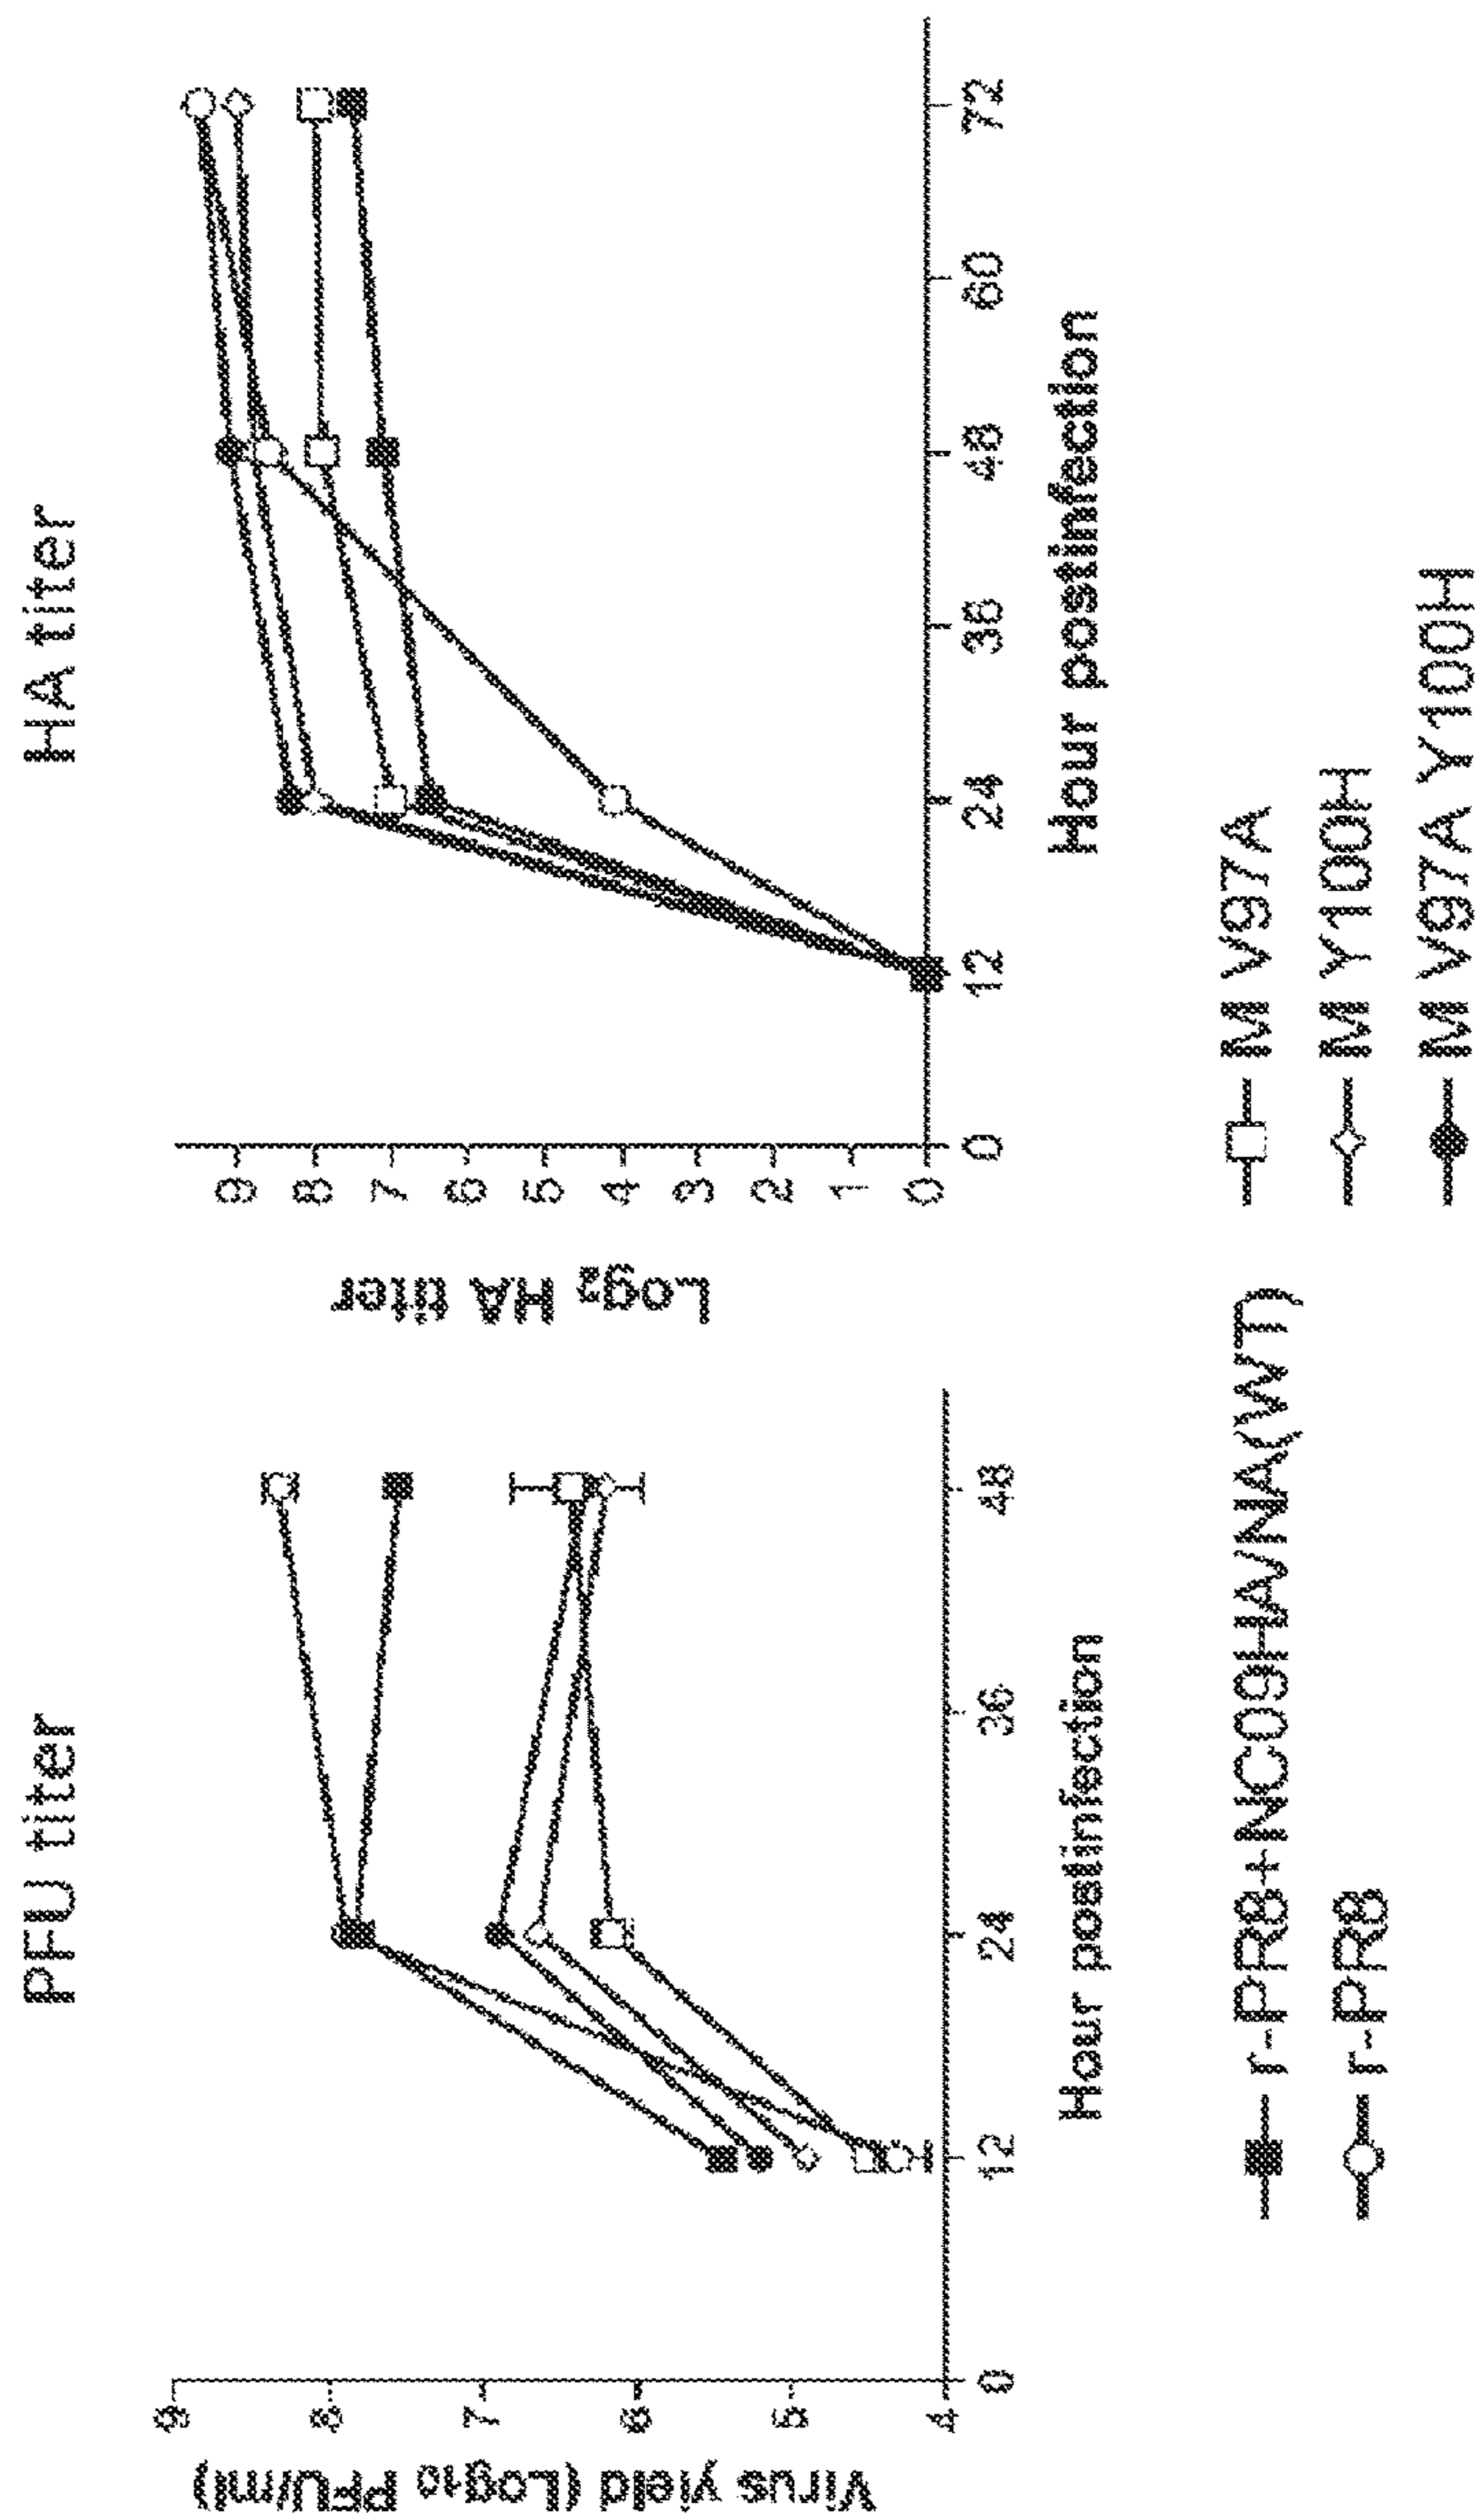 PFU titer
Virus yield (Log₁₀ PFU/ml)
9
8
7
6
5
4
0 12 24 36 48
Hour postinfection
HA titer
Log₂ HA titer
9
8
7
6
5
4
3
2
1
0
0 12 24 36 48 60 72
Hour postinfection
r-PR8+NC09HA/NA(WT)
r-PR8
M V97A
M Y100H
M V97A Y100H